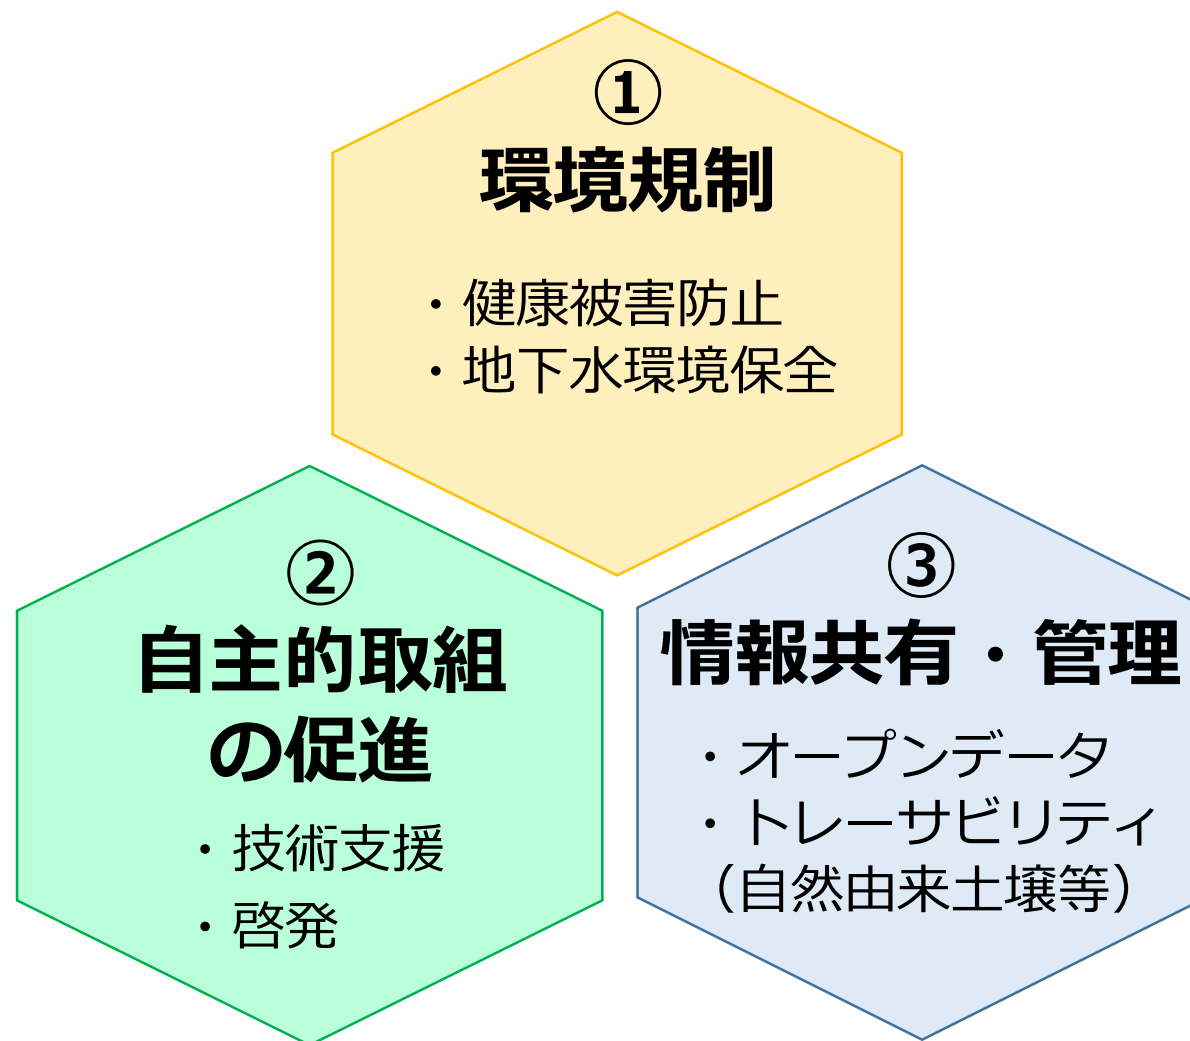 ①
環境規制
・健康被害防止
・地下水環境保全
②
自主的取組
の促進
・技術支援
・啓発
③
情報共有・管理
・オープンデータ
・トレーサビリティ
（自然由来土壌等）